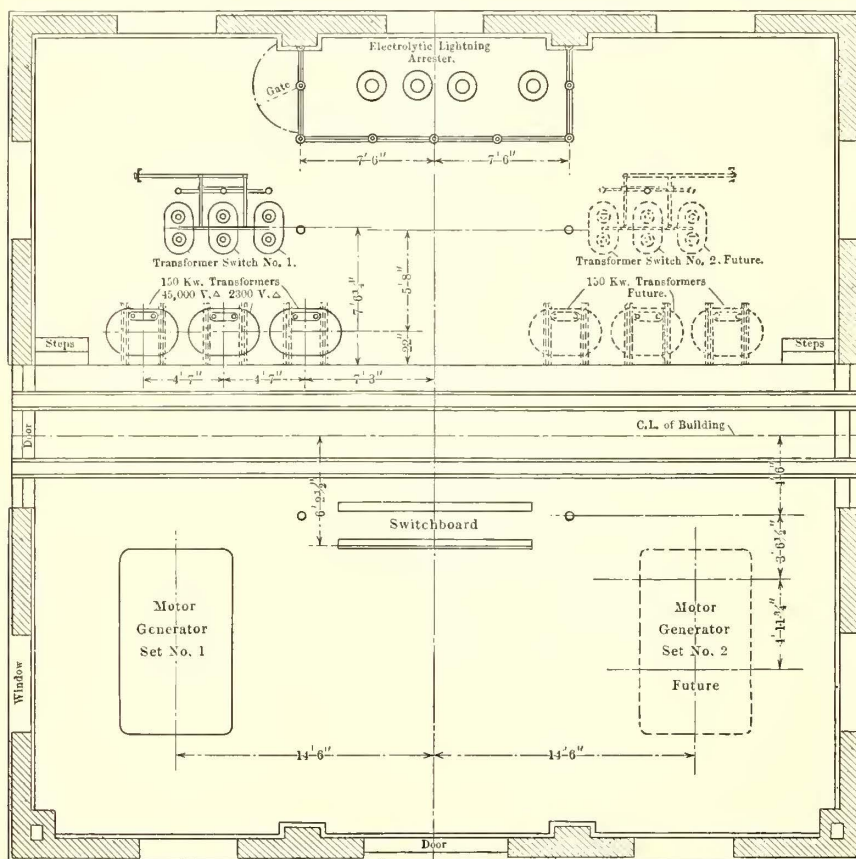 Electrolytic Lightning
Arrester.
Gate
7'6" 7'6"
Transformer Switch No. 1.
Transformer Switch No. 2. Future.
150 Kw. Transformers
45,000 V.△ 2300 V.△
150 Kw. Transformers
Future.
7'-6¾"
5'-8"
22"
Steps
Steps
4'-7" 4'-7" 7'-3"
Door
C.L. of Building
6'-2½"
4'-6"
Switchboard
3'-6½"
4'-11¾"
Motor
Generator
Set No. 1
Motor
Generator
Set No. 2
Future
Window
14'6" 14'6"
Door